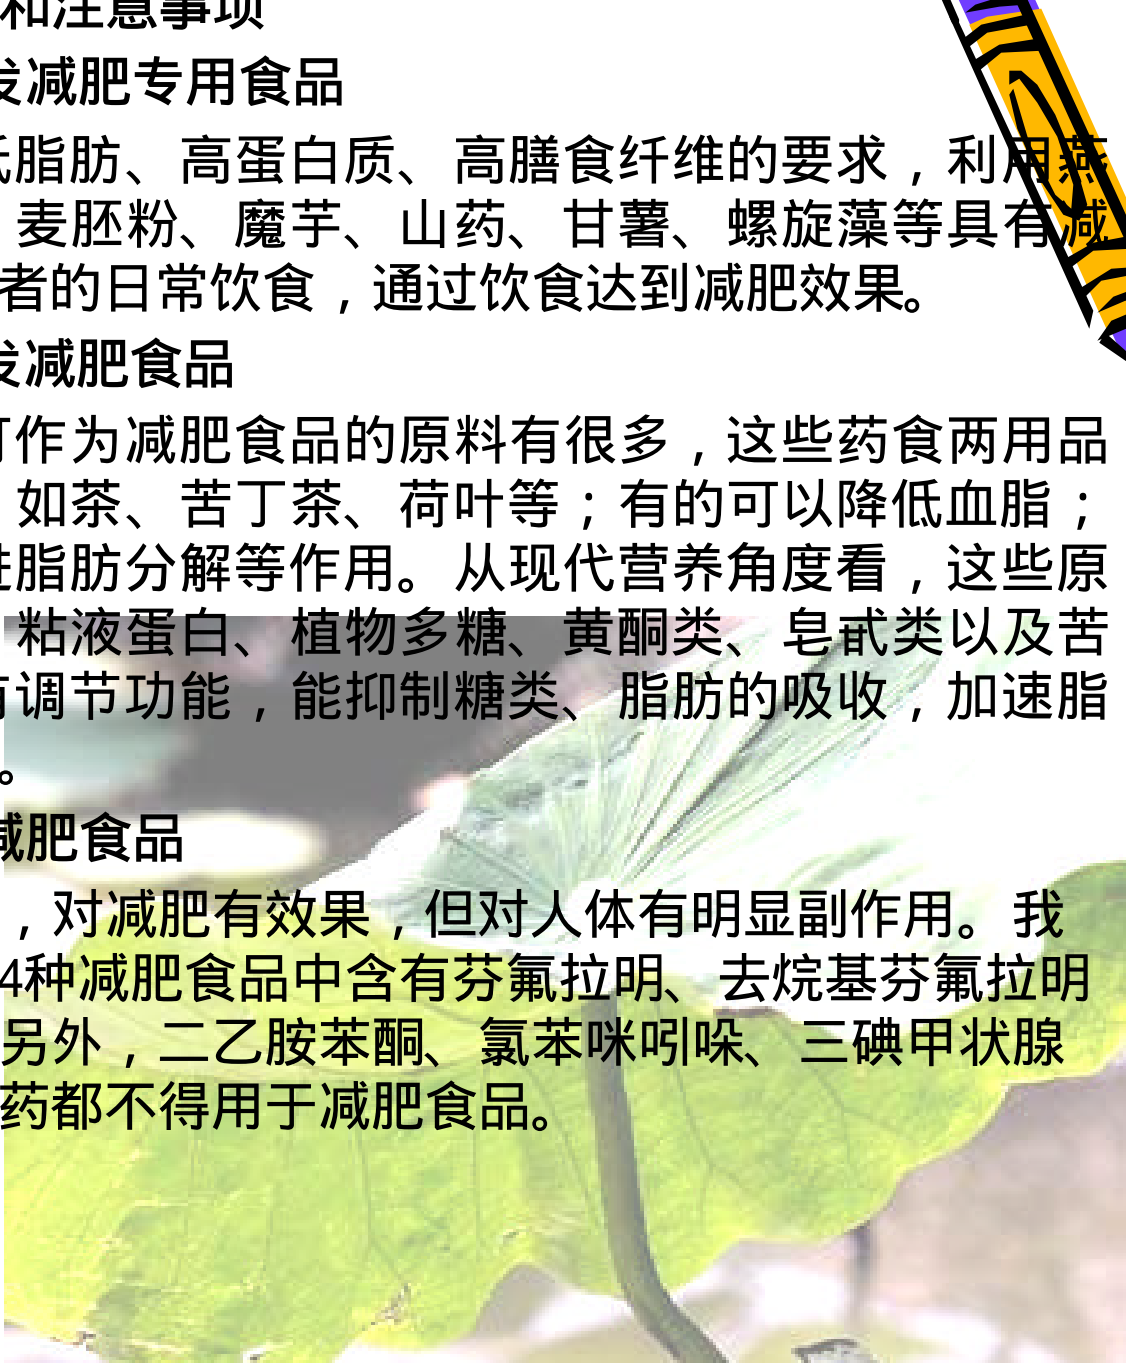 和注意事项
发减肥专用食品
低脂肪、高蛋白质、高膳食纤维的要求，利用燕
麦胚粉、魔芋、山药、甘薯、螺旋藻等具有减
者的日常饮食，通过饮食达到减肥效果。
发减肥食品
可作为减肥食品的原料有很多，这些药食两用品
如茶、苦丁茶、荷叶等；有的可以降低血脂；
进脂肪分解等作用。从现代营养角度看，这些原
粘液蛋白、植物多糖、黄酮类、皂甙类以及苦
有调节功能，能抑制糖类、脂肪的吸收，加速脂
。
减肥食品
，对减肥有效果，但对人体有明显副作用。我
4种减肥食品中含有芬氟拉明、去烷基芬氟拉明
另外，二乙胺苯酮、氯苯咪吲哚、三碘甲状腺
药都不得用于减肥食品。